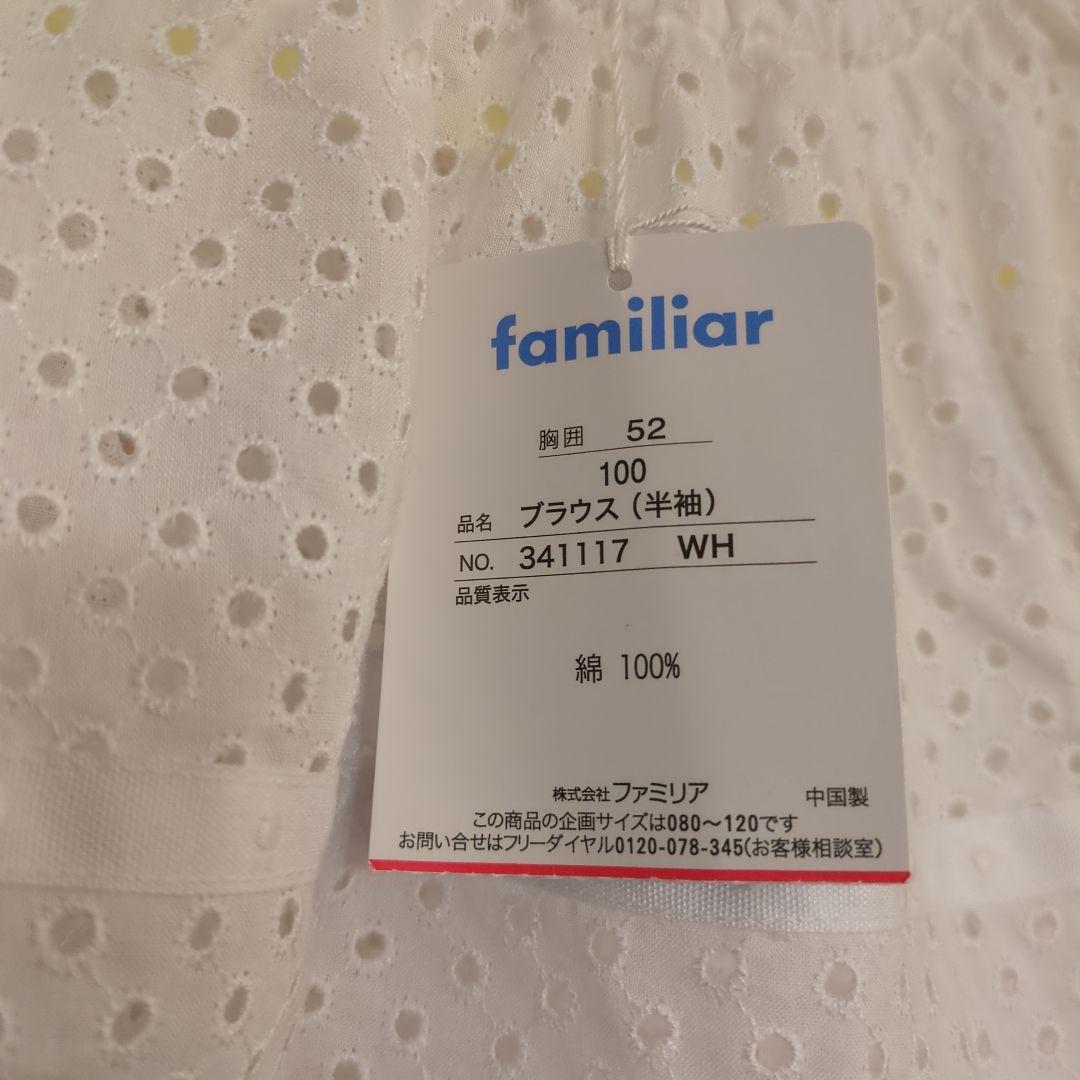 familiar
胸囲 52
100
品名 ブラウス(半袖)
NO. 341117 WH
品質表示
綿 100%
株式会社ファミリア 中国製
この商品の企画サイズは080〜120です
お問い合せはフリーダイヤル0120-078-345(お客様相談室)